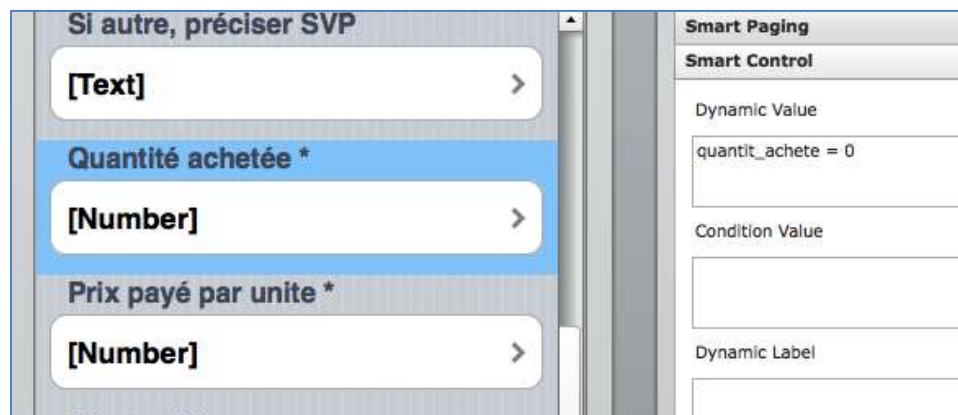 Si autre, préciser SVP
[Text]
Quantité achetée *
[Number]
Prix payé par unite *
[Number]
Smart Paging
Smart Control
Dynamic Value
quantit_achete = 0
Condition Value
Dynamic Label